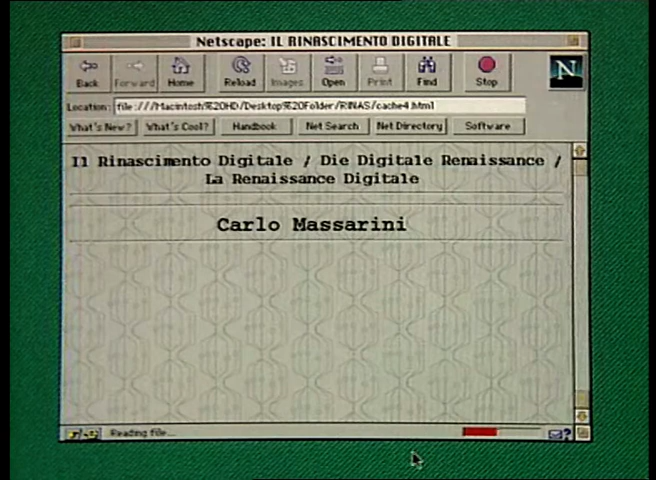 Netscape: IL RINASCIMENTO DIGITALE
Back Forward Home Reload Images Open Print Find Stop
N
Location: file:///Macintosh%20HD/Desktop%20Folder/RINAS/cache4.html
What's New? What's Cool? Handbook Net Search Net Directory Software
Il Rinascimento Digitale / Die Digitale Renaissance /
La Renaissance Digitale
Carlo Massarini
Reading file...
?